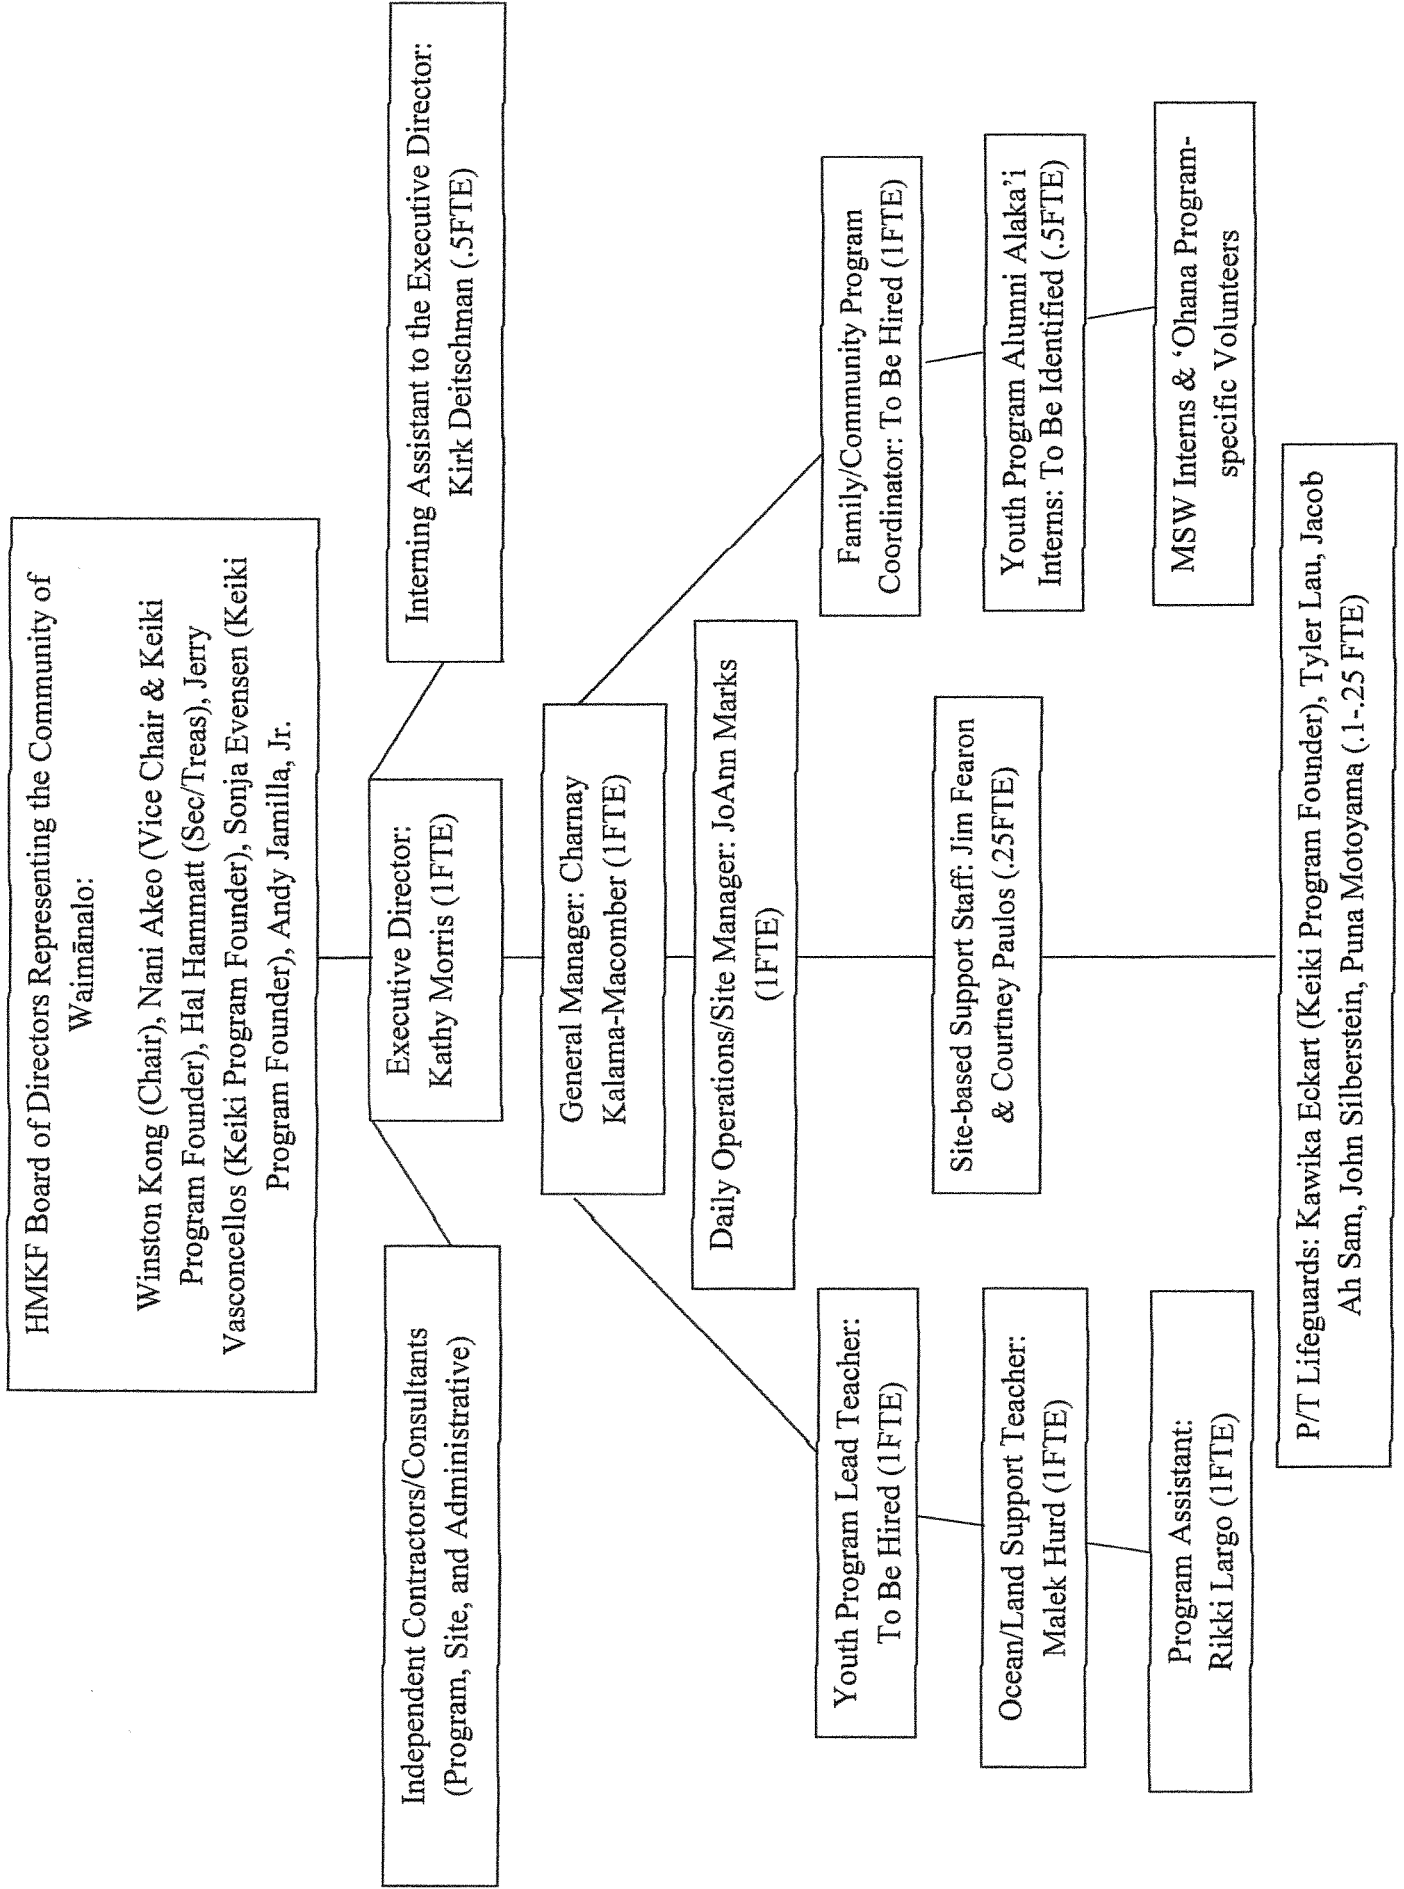 HMKF Board of Directors Representing the Community of
Waimānalo:
Winston Kong (Chair), Nani Akeo (Vice Chair & Keiki
Program Founder), Hal Hammatt (Sec/Treas), Jerry
Vasconcellos (Keiki Program Founder), Sonja Evensen (Keiki
Program Founder), Andy Jamilla, Jr.
Independent Contractors/Consultants
(Program, Site, and Administrative)
Executive Director:
Kathy Morris (1FTE)
Interning Assistant to the Executive Director:
Kirk Deitschman (.5FTE)
General Manager: Charnay
Kalama-Macomber (1FTE)
Daily Operations/Site Manager: JoAnn Marks
(1FTE)
Youth Program Lead Teacher:
To Be Hired (1FTE)
Family/Community Program
Coordinator: To Be Hired (1FTE)
Site-based Support Staff: Jim Fearon
& Courtney Paulos (.25FTE)
Ocean/Land Support Teacher:
Malek Hurd (1FTE)
Youth Program Alumni Alaka'i
Interns: To Be Identified (.5FTE)
Program Assistant:
Rikki Largo (1FTE)
MSW Interns & ‘Ohana Program-
specific Volunteers
P/T Lifeguards: Kawika Eckart (Keiki Program Founder), Tyler Lau, Jacob
Ah Sam, John Silberstein, Puna Motoyama (.1-.25 FTE)